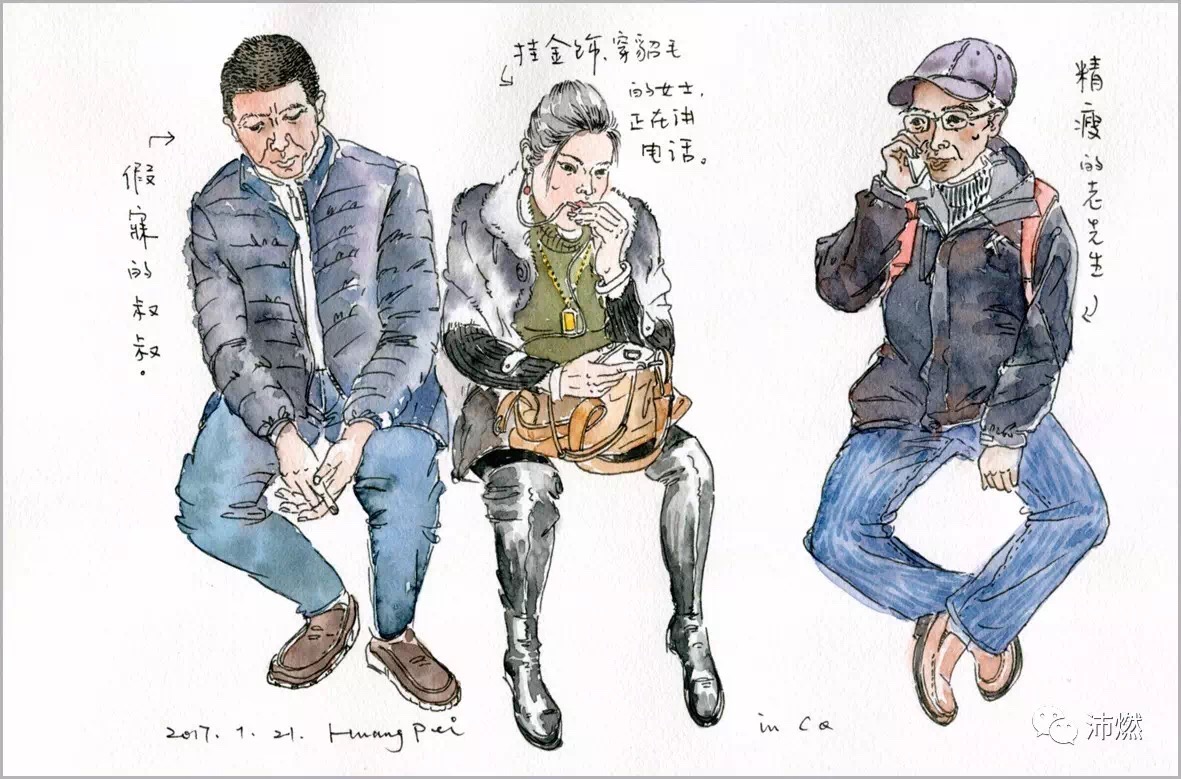 假寐的叔叔。
挂金饰、穿貂毛
的女士,
正在讲
电话。
精瘦的老先生
2017.1.21. Huang Pei
in CQ
沛燃